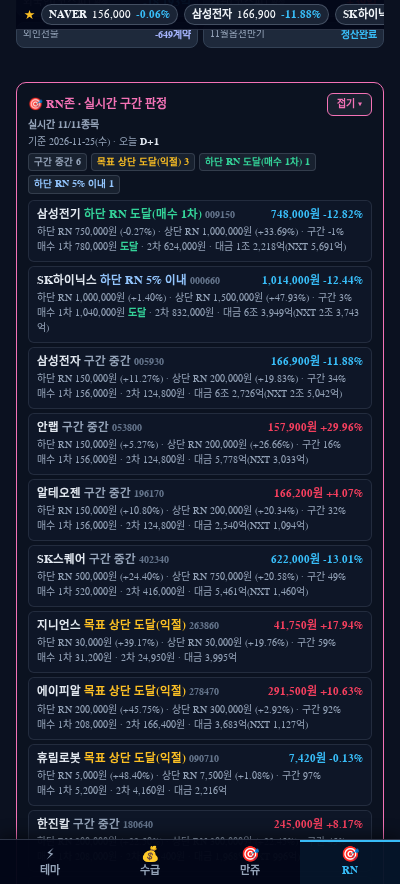 ★ NAVER 156,000 -0.06% 삼성전자 166,900 -11.88% SK하이닉
외인선물 -649계약 11월옵션만기 청산완료
🎯 RN존 · 실시간 구간 판정 접기 ▾
실시간 11/11종목
기준 2026-11-25(수) · 오늘 D+1
구간 중간 6 목표 상단 도달(익절) 3 하단 RN 도달(매수 1차) 1
하단 RN 5% 이내 1
삼성전기 하단 RN 도달(매수 1차) 009150 748,000원 -12.82%
하단 RN 750,000원 (-0.27%) · 상단 RN 1,000,000원 (+33.69%) · 구간 -1%
매수 1차 780,000원 도달 · 2차 624,000원 · 대금 1조 2,218억(NXT 5,691억)
SK하이닉스 하단 RN 5% 이내 000660 1,014,000원 -12.44%
하단 RN 1,000,000원 (+1.40%) · 상단 RN 1,500,000원 (+47.93%) · 구간 3%
매수 1차 1,040,000원 도달 · 2차 832,000원 · 대금 6조 3,949억(NXT 2조 3,743
억)
삼성전자 구간 중간 005930 166,900원 -11.88%
하단 RN 150,000원 (+11.27%) · 상단 RN 200,000원 (+19.83%) · 구간 34%
매수 1차 156,000원 · 2차 124,800원 · 대금 6조 2,726억(NXT 2조 5,042억)
안랩 구간 중간 053800 157,900원 +29.96%
하단 RN 150,000원 (+5.27%) · 상단 RN 200,000원 (+26.66%) · 구간 16%
매수 1차 156,000원 · 2차 124,800원 · 대금 5,778억(NXT 3,033억)
알테오젠 구간 중간 196170 166,200원 +4.07%
하단 RN 150,000원 (+10.80%) · 상단 RN 200,000원 (+20.34%) · 구간 32%
매수 1차 156,000원 · 2차 124,800원 · 대금 2,540억(NXT 1,094억)
SK스퀘어 구간 중간 402340 622,000원 -13.01%
하단 RN 500,000원 (+24.40%) · 상단 RN 750,000원 (+20.58%) · 구간 49%
매수 1차 520,000원 · 2차 416,000원 · 대금 5,461억(NXT 1,460억)
지니언스 목표 상단 도달(익절) 263860 41,750원 +17.94%
하단 RN 30,000원 (+39.17%) · 상단 RN 50,000원 (+19.76%) · 구간 59%
매수 1차 31,200원 · 2차 24,950원 · 대금 3,995억
에이피알 목표 상단 도달(익절) 278470 291,500원 +10.63%
하단 RN 200,000원 (+45.75%) · 상단 RN 300,000원 (+2.92%) · 구간 92%
매수 1차 208,000원 · 2차 166,400원 · 대금 3,683억(NXT 1,127억)
휴림로봇 목표 상단 도달(익절) 090710 7,420원 -0.13%
하단 RN 5,000원 (+48.40%) · 상단 RN 7,500원 (+1.08%) · 구간 97%
매수 1차 5,200원 · 2차 4,160원 · 대금 2,216억
한진칼 구간 중간 180640 245,000원 +8.17%
⚡ 💰 🎯 🎯
테마 수급 만쥬 RN